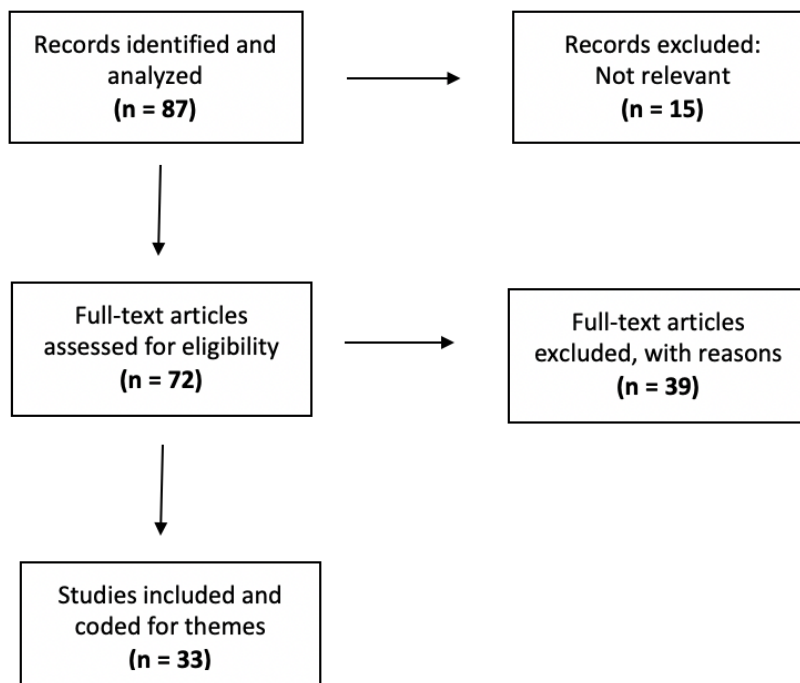 Records identified and
analyzed
(n = 87)
Records excluded:
Not relevant
(n = 15)
Full-text articles
assessed for eligibility
(n = 72)
Full-text articles
excluded, with reasons
(n = 39)
Studies included and
coded for themes
(n = 33)